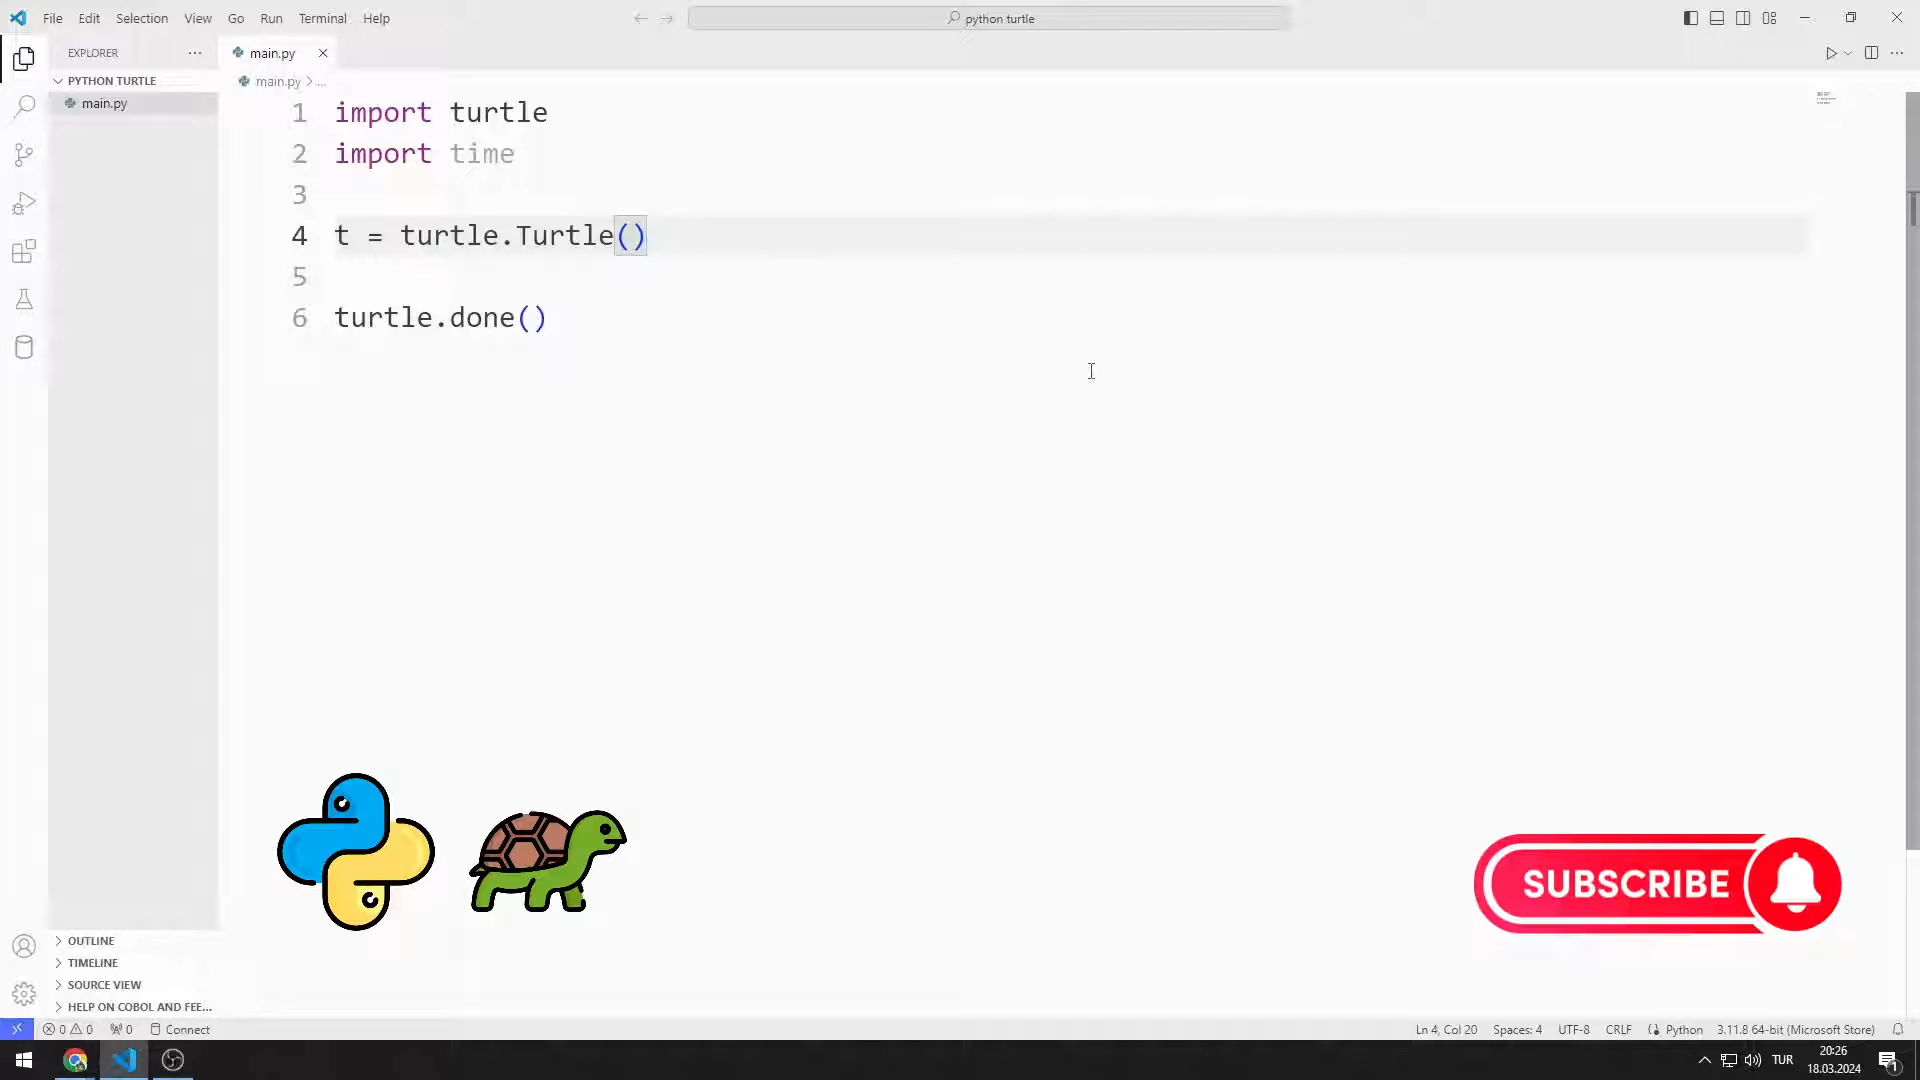 File Edit Selection View Go Run Terminal Help
python turtle
EXPLORER
main.py
PYTHON TURTLE
main.py
main.py > ...
1 import turtle
2 import time
3
4 t = turtle.Turtle()
5
6 turtle.done()
SUBSCRIBE
OUTLINE
TIMELINE
SOURCE VIEW
HELP ON COBOL AND FEE...
0 0 0 Connect
Ln 4, Col 20 Spaces: 4 UTF-8 CRLF Python 3.11.8 64-bit (Microsoft Store)
TUR
20:26
18.03.2024
1